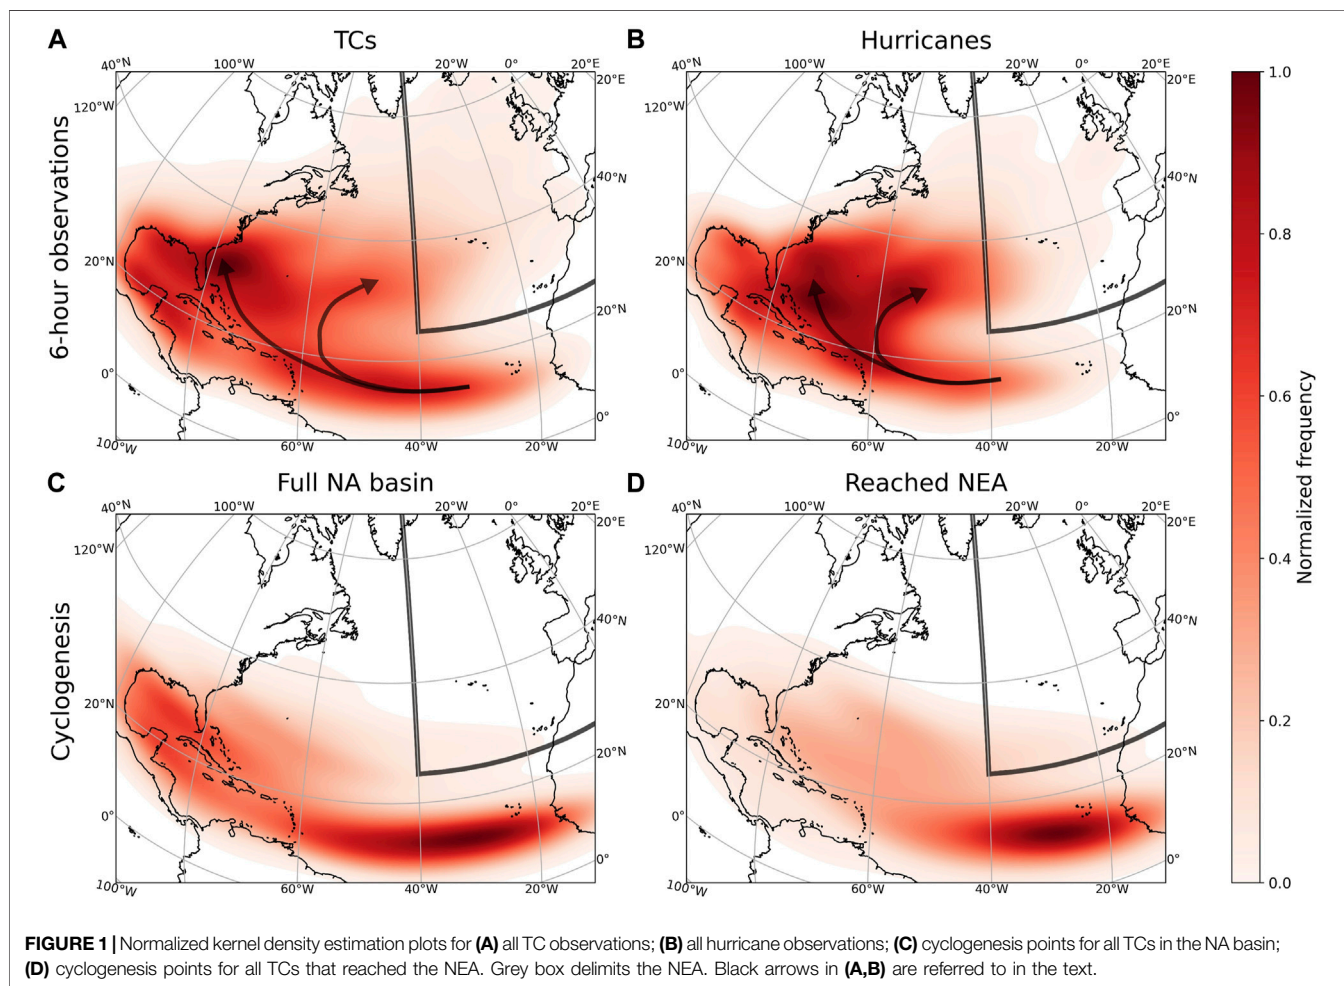 A
TCs
B
Hurricanes
6-hour observations
40°N
100°W
20°W
0°
20°E
120°W
40°N
20°N
20°N
0°
0°
100°W
60°W
40°W
20°W
40°N
100°W
20°W
0°
20°E
120°W
40°N
20°N
20°N
0°
0°
100°W
60°W
40°W
20°W
C
Full NA basin
D
Reached NEA
Cyclogenesis
40°N
100°W
20°W
0°
20°E
120°W
40°N
20°N
20°N
0°
0°
100°W
60°W
40°W
20°W
40°N
100°W
20°W
0°
20°E
120°W
40°N
20°N
20°N
0°
0°
100°W
60°W
40°W
20°W
1.0
0.8
0.6
0.4
0.2
0.0
Normalized frequency
FIGURE 1 | Normalized kernel density estimation plots for (A) all TC observations; (B) all hurricane observations; (C) cyclogenesis points for all TCs in the NA basin;
(D) cyclogenesis points for all TCs that reached the NEA. Grey box delimits the NEA. Black arrows in (A,B) are referred to in the text.